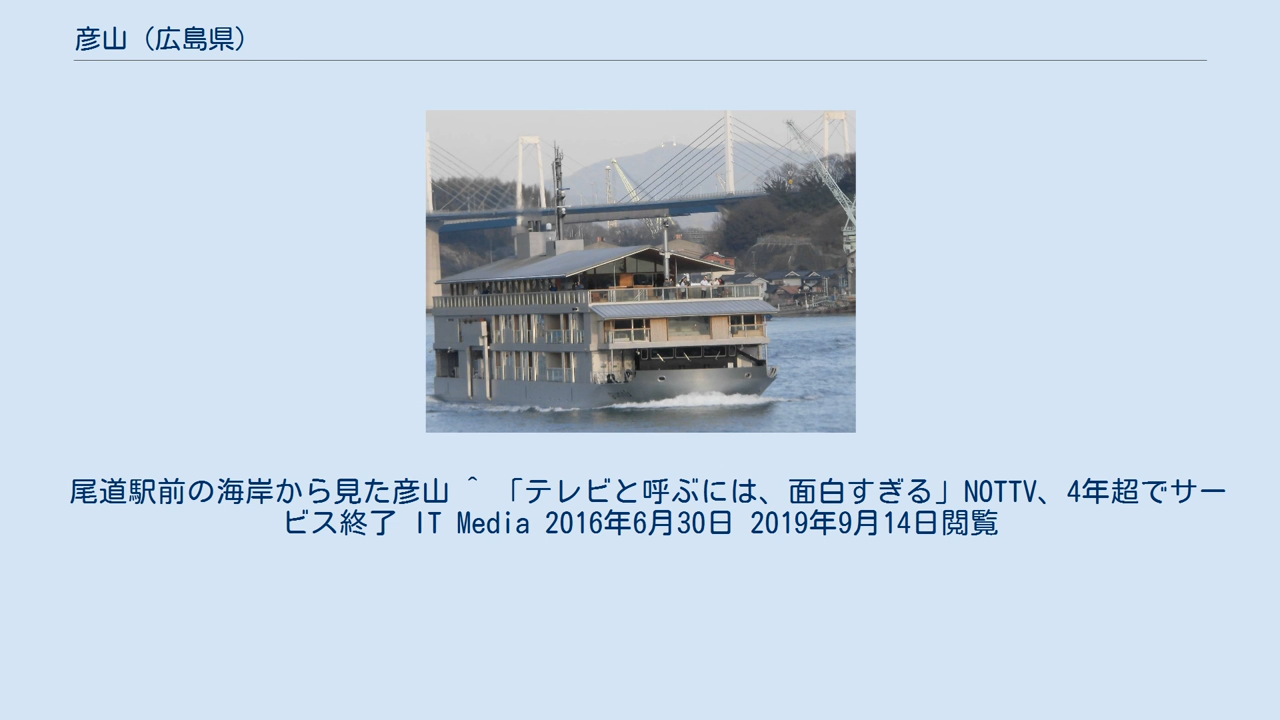 彦山（広島県）
尾道駅前の海岸から見た彦山 ^ 「テレビと呼ぶには、面白すぎる」NOTTV、4年超でサー
ビス終了 IT Media 2016年6月30日 2019年9月14日閲覧